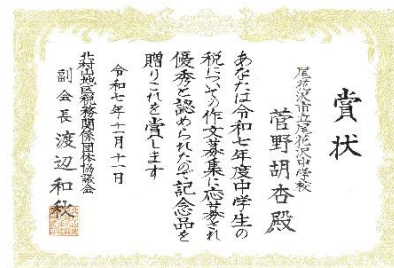 賞状
尾花沢市立尾花沢中学校
菅野胡杏殿
あなたは令和七年度中学生の
税についての作文募集に応募され
優秀と認められたので記念品を
贈りこれを賞します
令和七年十一月十一日
北村山地区税務関係団体協議会
副会長渡辺和秋